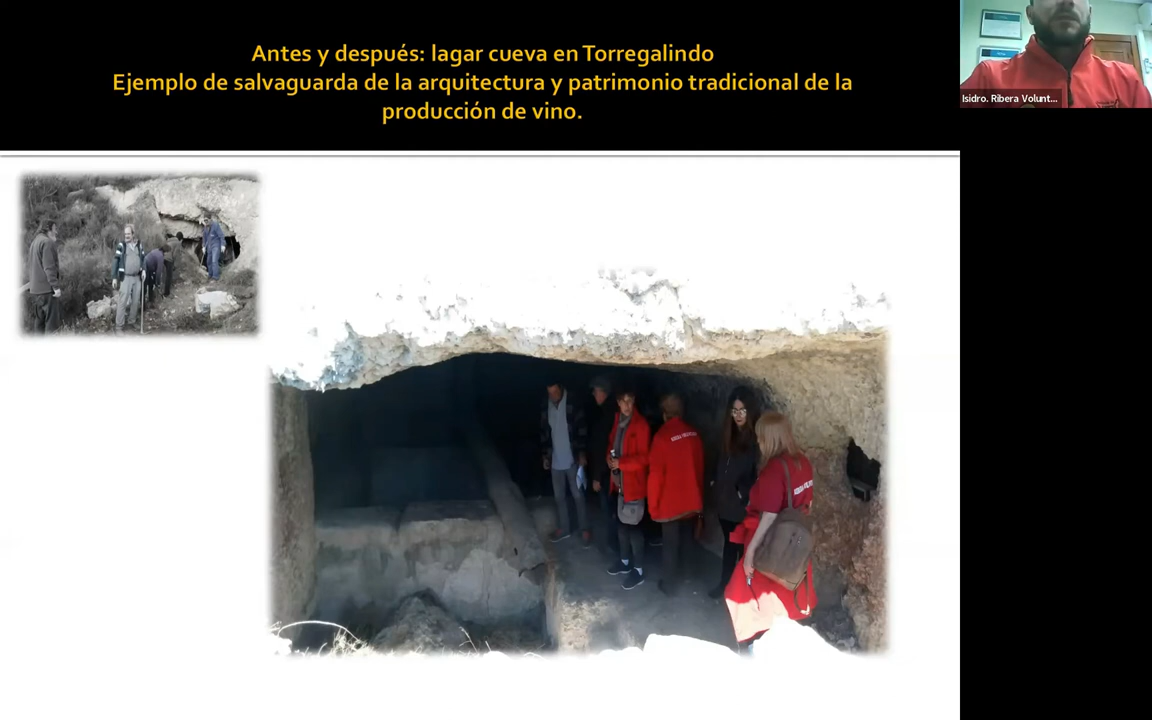 Antes y después: lagar cueva en Torregalindo
Ejemplo de salvaguarda de la arquitectura y patrimonio tradicional de la
producción de vino.
Isidro. Ribera Volunt...